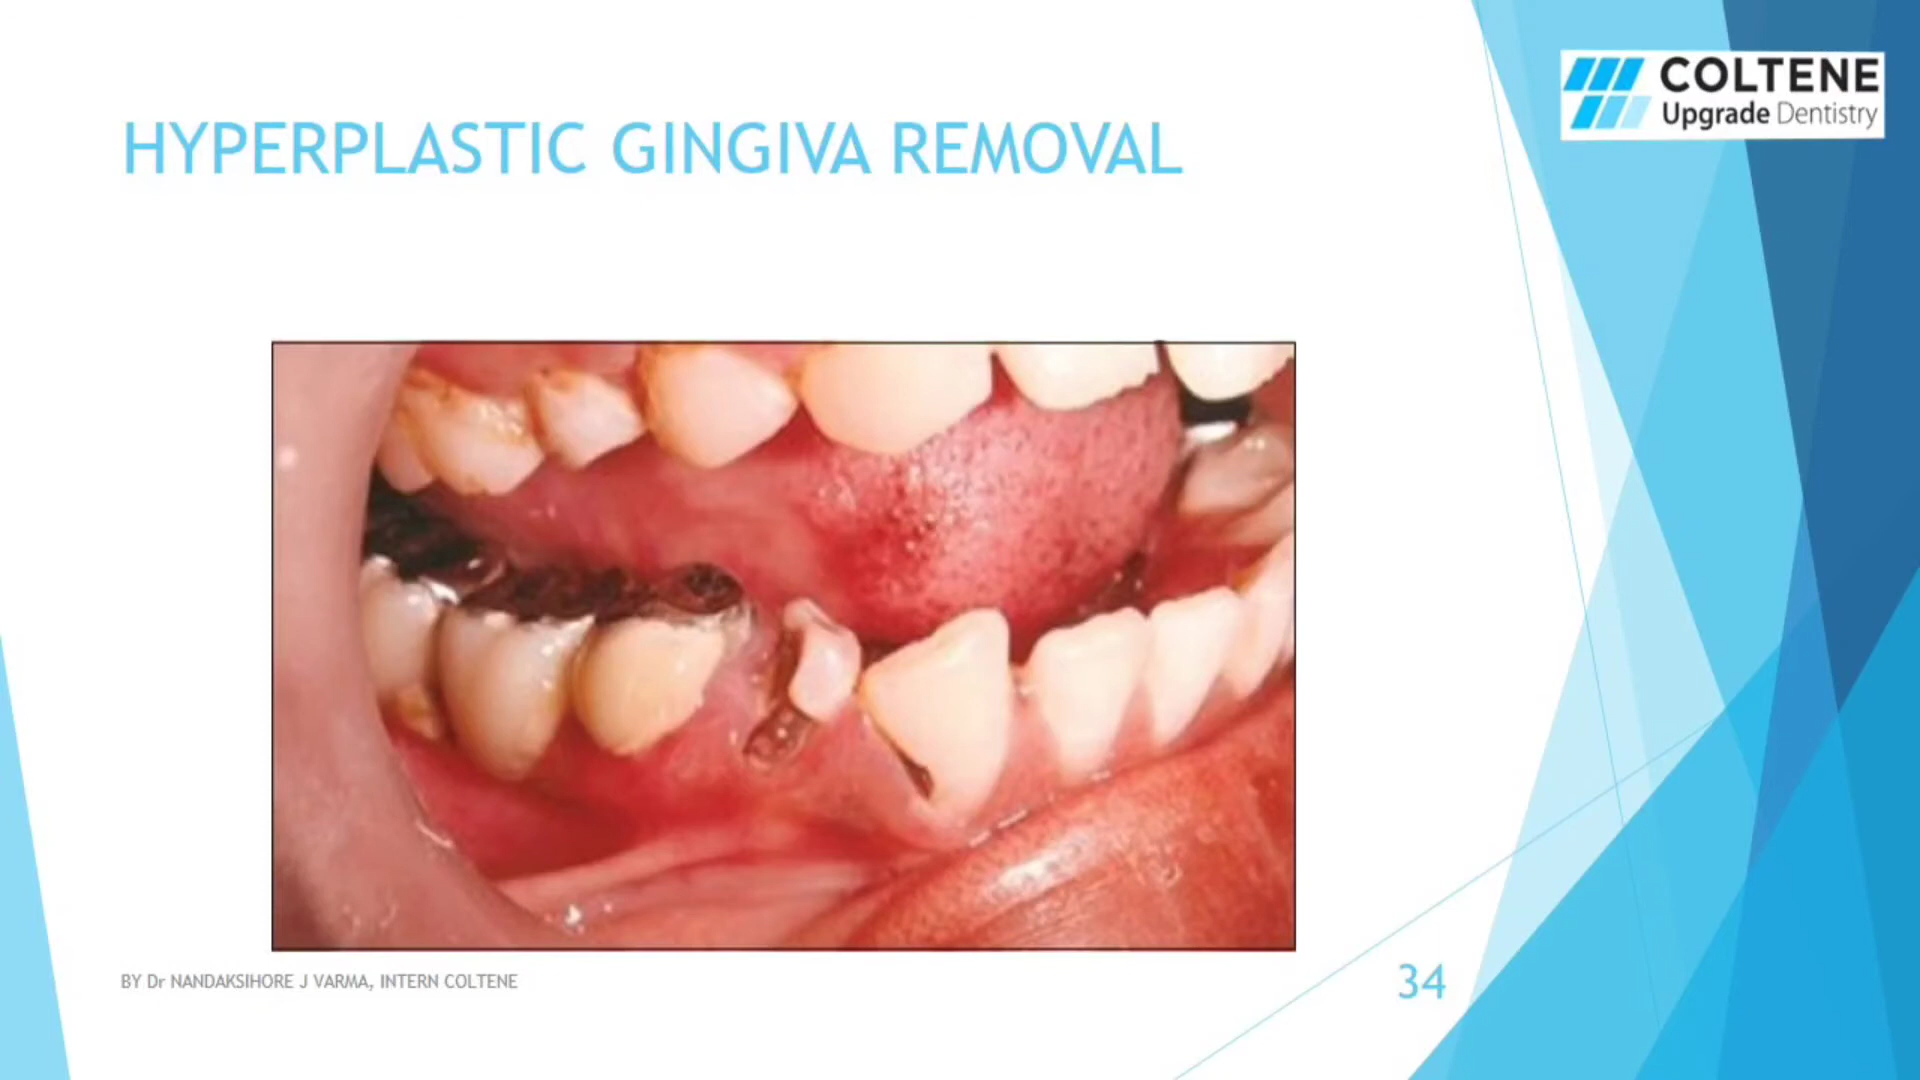 COLTENE
Upgrade Dentistry
HYPERPLASTIC GINGIVA REMOVAL
BY Dr NANDAKSIHORE J VARMA, INTERN COLTENE
34